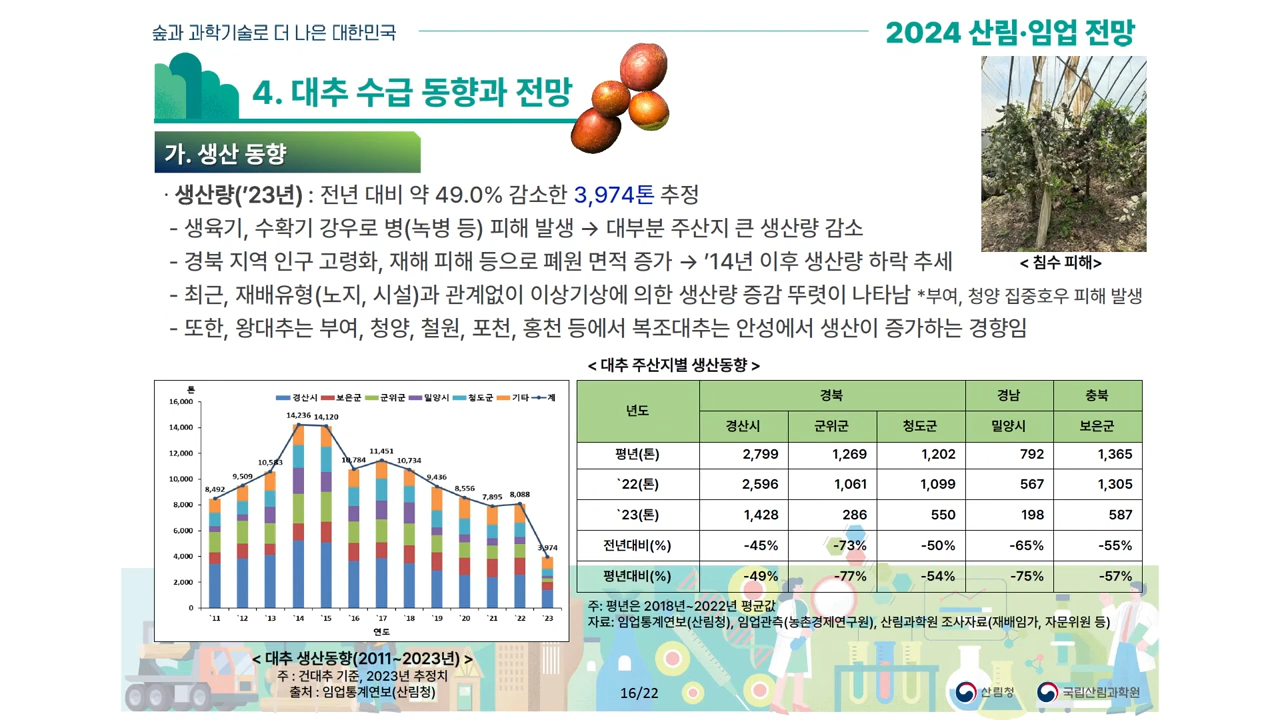 숲과 과학기술로 더 나은 대한민국
2024 산림·임업 전망
4. 대추 수급 동향과 전망
가. 생산 동향
· 생산량(’23년) : 전년 대비 약 49.0% 감소한 3,974톤 추정
- 생육기, 수확기 강우로 병(녹병 등) 피해 발생 → 대부분 주산지 큰 생산량 감소
- 경북 지역 인구 고령화, 재해 피해 등으로 폐원 면적 증가 → ’14년 이후 생산량 하락 추세
< 침수 피해>
- 최근, 재배유형(노지, 시설)과 관계없이 이상기상에 의한 생산량 증감 뚜렷이 나타남 *부여, 청양 집중호우 피해 발생
- 또한, 왕대추는 부여, 청양, 철원, 포천, 홍천 등에서 복조대추는 안성에서 생산이 증가하는 경향임
톤
경산시 보은군 군위군 밀양시 청도군 기타 계
16,000
14,000
12,000
10,000
8,000
6,000
4,000
2,000
0
8,492 9,509 10,583 14,236 14,120 10,784 11,451 10,734 9,436 8,556 7,895 8,088 3,974
`11 `12 `13 `14 `15 `16 `17 `18 `19 `20 `21 `22 `23
연도
< 대추 생산동향(2011~2023년) >
주 : 건대추 기준, 2023년 추정치
출처 : 임업통계연보(산림청)
< 대추 주산지별 생산동향 >
년도 경북 경남 충북
경산시 군위군 청도군 밀양시 보은군
평년(톤) 2,799 1,269 1,202 792 1,365
`22(톤) 2,596 1,061 1,099 567 1,305
`23(톤) 1,428 286 550 198 587
전년대비(%) -45% -73% -50% -65% -55%
평년대비(%) -49% -77% -54% -75% -57%
주: 평년은 2018년~2022년 평균값
자료: 임업통계연보(산림청), 임업관측(농촌경제연구원), 산림과학원 조사자료(재배임가, 자문위원 등)
16/22
산림청
국립산림과학원